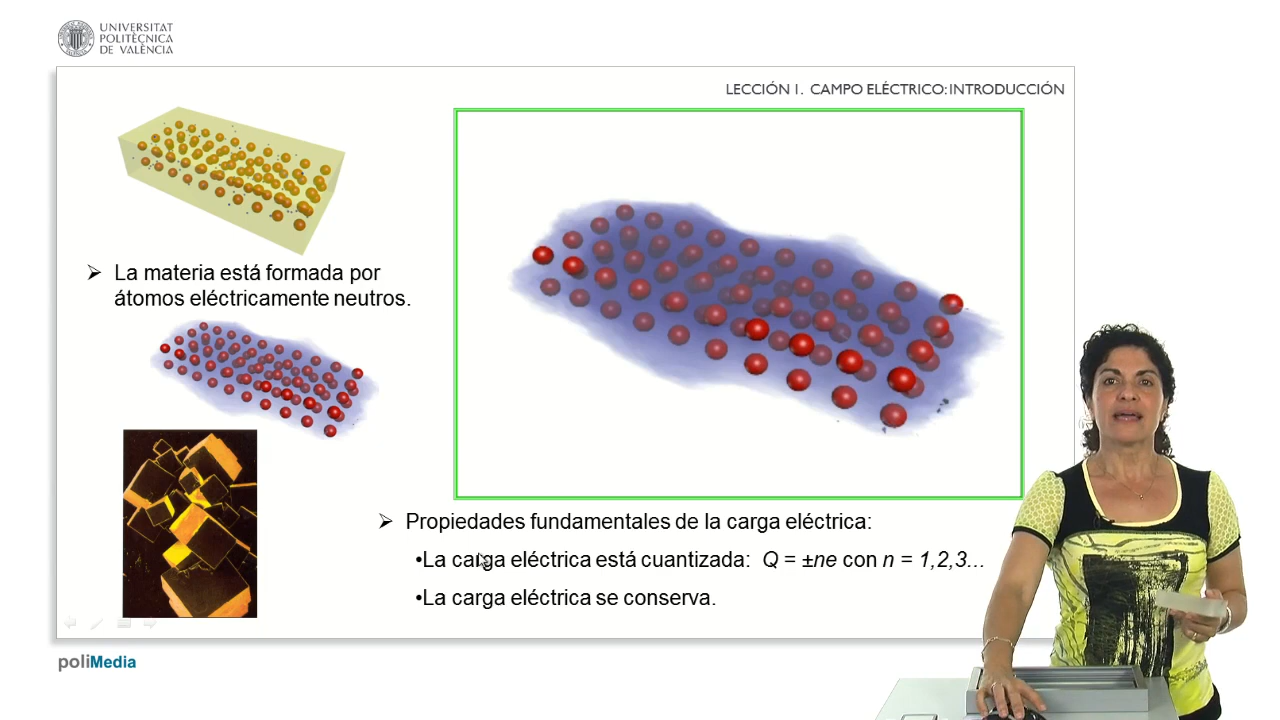 UNIVERSITAT
POLITÈCNICA
DE VALÈNCIA
LECCIÓN I. CAMPO ELÉCTRICO: INTRODUCCIÓN
➢ La materia está formada por
átomos eléctricamente neutros.
➢ Propiedades fundamentales de la carga eléctrica:
•La carga eléctrica está cuantizada: Q = ±ne con n = 1,2,3...
•La carga eléctrica se conserva.
poliMedia